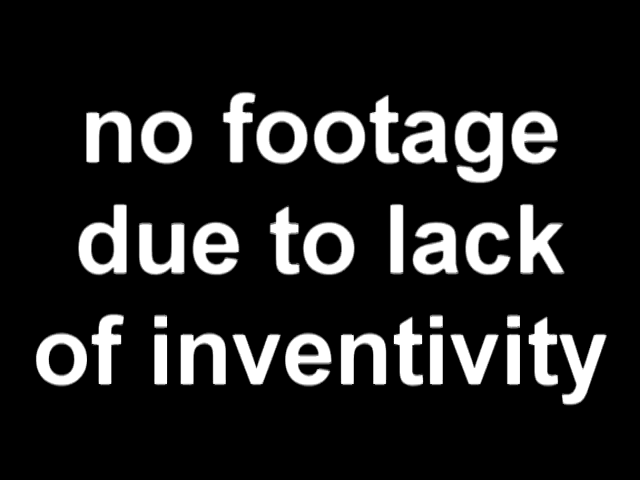 no footage
due to lack
of inventivity